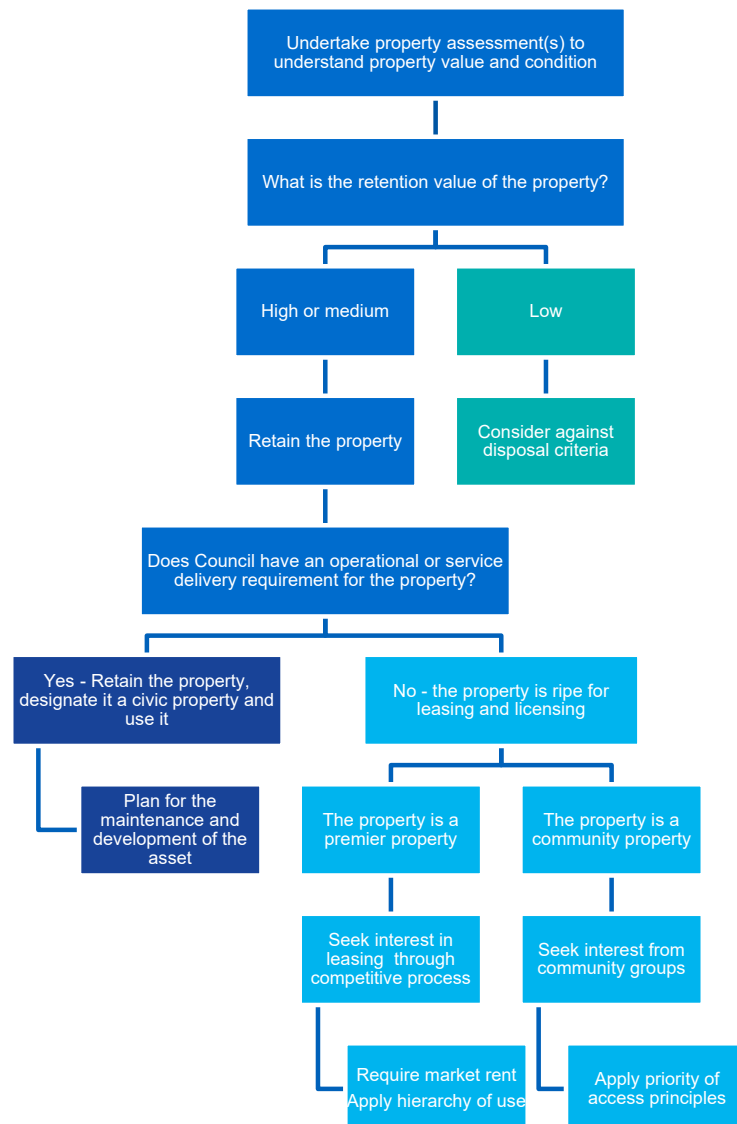 Undertake property assessment(s) to
understand property value and condition
What is the retention value of the property?
High or medium
Low
Retain the property
Consider against
disposal criteria
Does Council have an operational or service
delivery requirement for the property?
Yes - Retain the property,
designate it a civic property and
use it
No - the property is ripe for
leasing and licensing
Plan for the
maintenance and
development of the
asset
The property is a
premier property
The property is a
community property
Seek interest in
leasing through
competitive process
Seek interest from
community groups
Require market rent
Apply hierarchy of use
Apply priority of
access principles